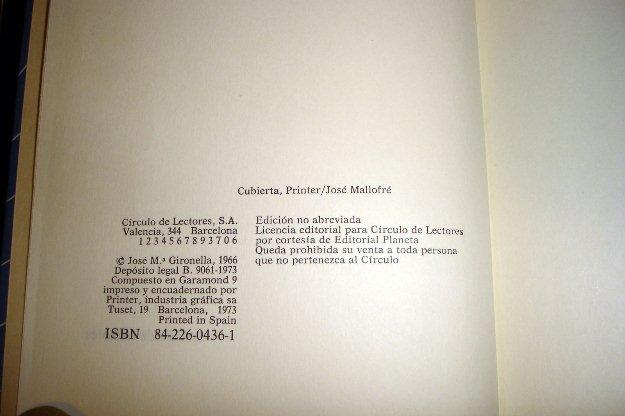 Cubierta, Printer/José Mallofré
Círculo de Lectores, S.A.
Valencia, 344 Barcelona
1 2 3 4 5 6 7 8 9 3 7 0 6
© José M.ª Gironella, 1966
Depósito legal B. 9061-1973
Compuesto en Garamond 9
impreso y encuadernado por
Printer, industria gráfica sa
Tuset, 19 Barcelona, 1973
Printed in Spain
ISBN 84-226-0436-1
Edición no abreviada
Licencia editorial para Círculo de Lectores
por cortesía de Editorial Planeta
Queda prohibida su venta a toda persona
que no pertenezca al Círculo